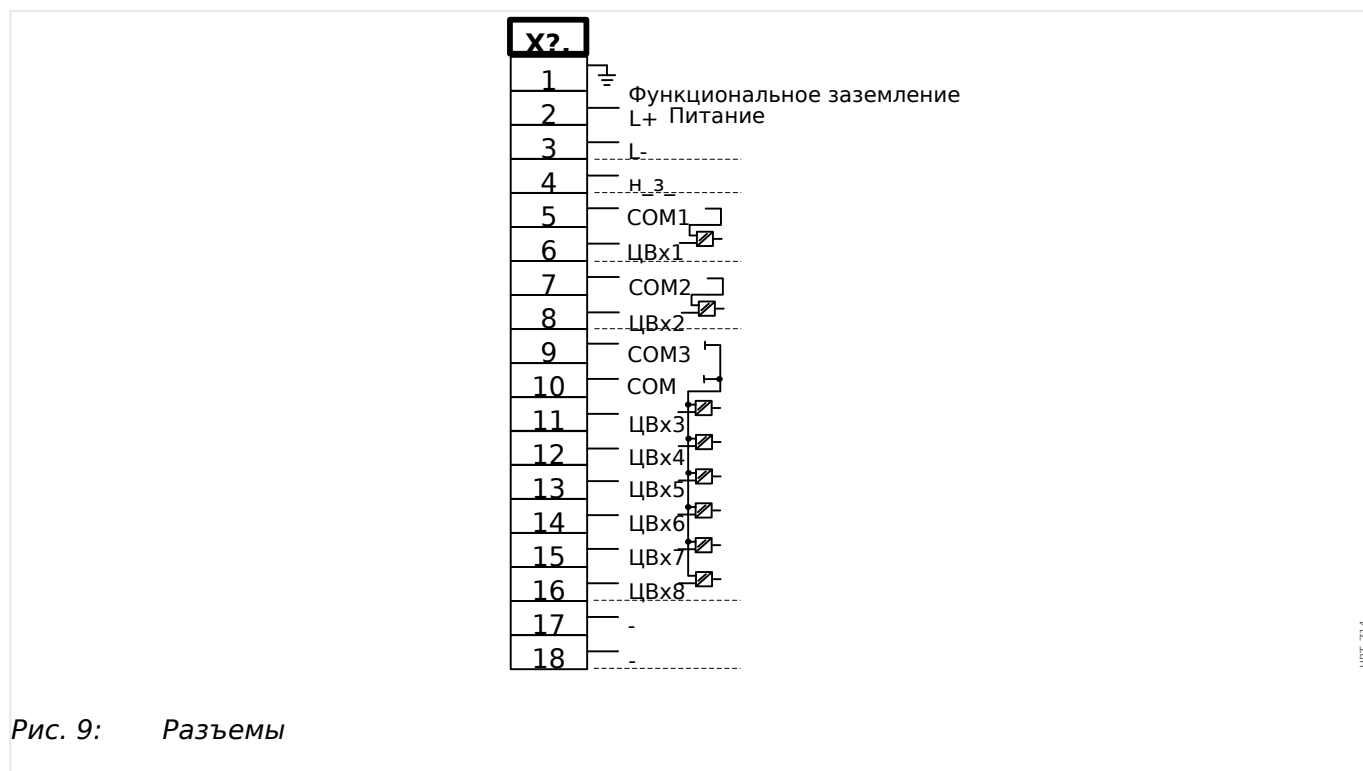 X?.
1
Функциональное заземление
2 L+ Питание
3 L-
4 н_з_
5 COM1
6 ЦВх1
7 COM2
8 ЦВх2
9 COM3
10 COM
11 ЦВх3
12 ЦВх4
13 ЦВх5
14 ЦВх6
15 ЦВх7
16 ЦВх8
17 -
18 -
Рис. 9: Разъемы